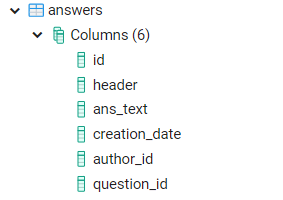 answers
Columns (6)
id
header
ans_text
creation_date
author_id
question_id